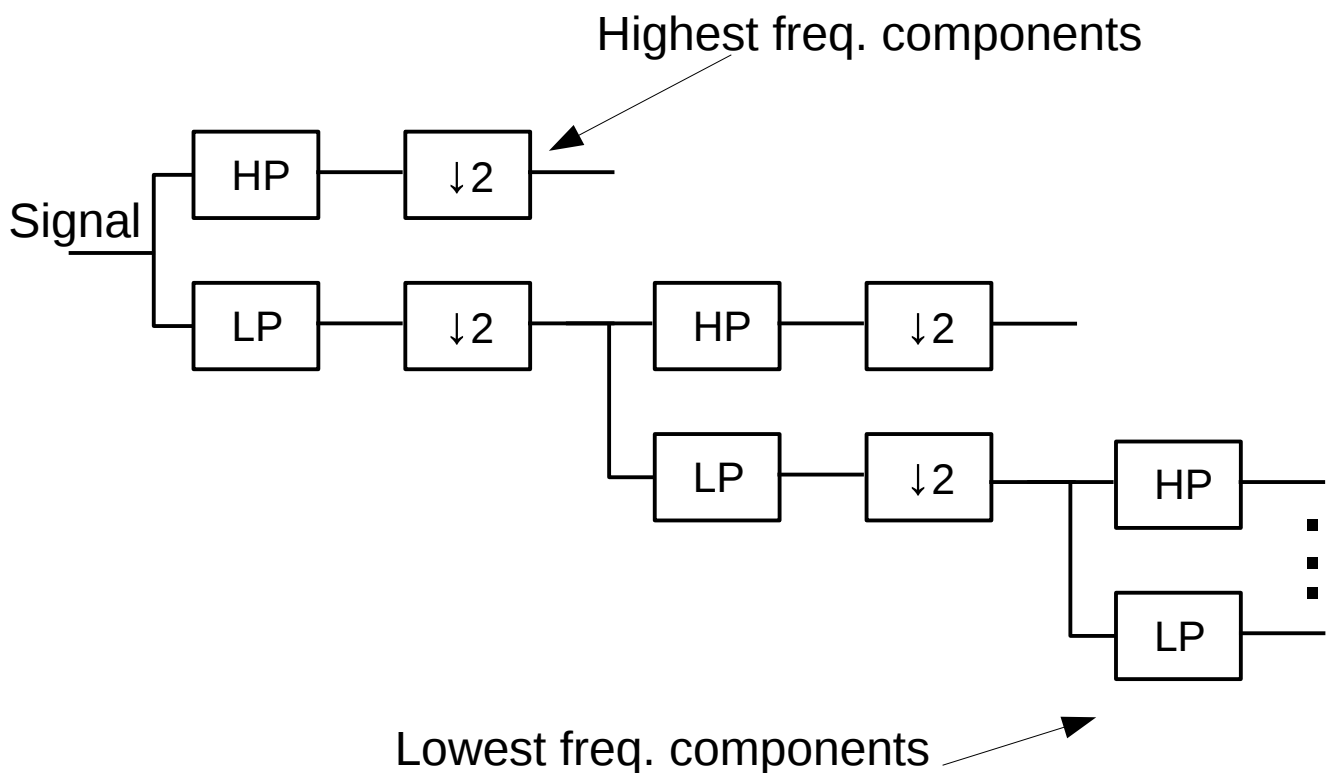 Highest freq. components
HP
↓2
Signal
LP
↓2
HP
↓2
LP
↓2
HP
LP
Lowest freq. components